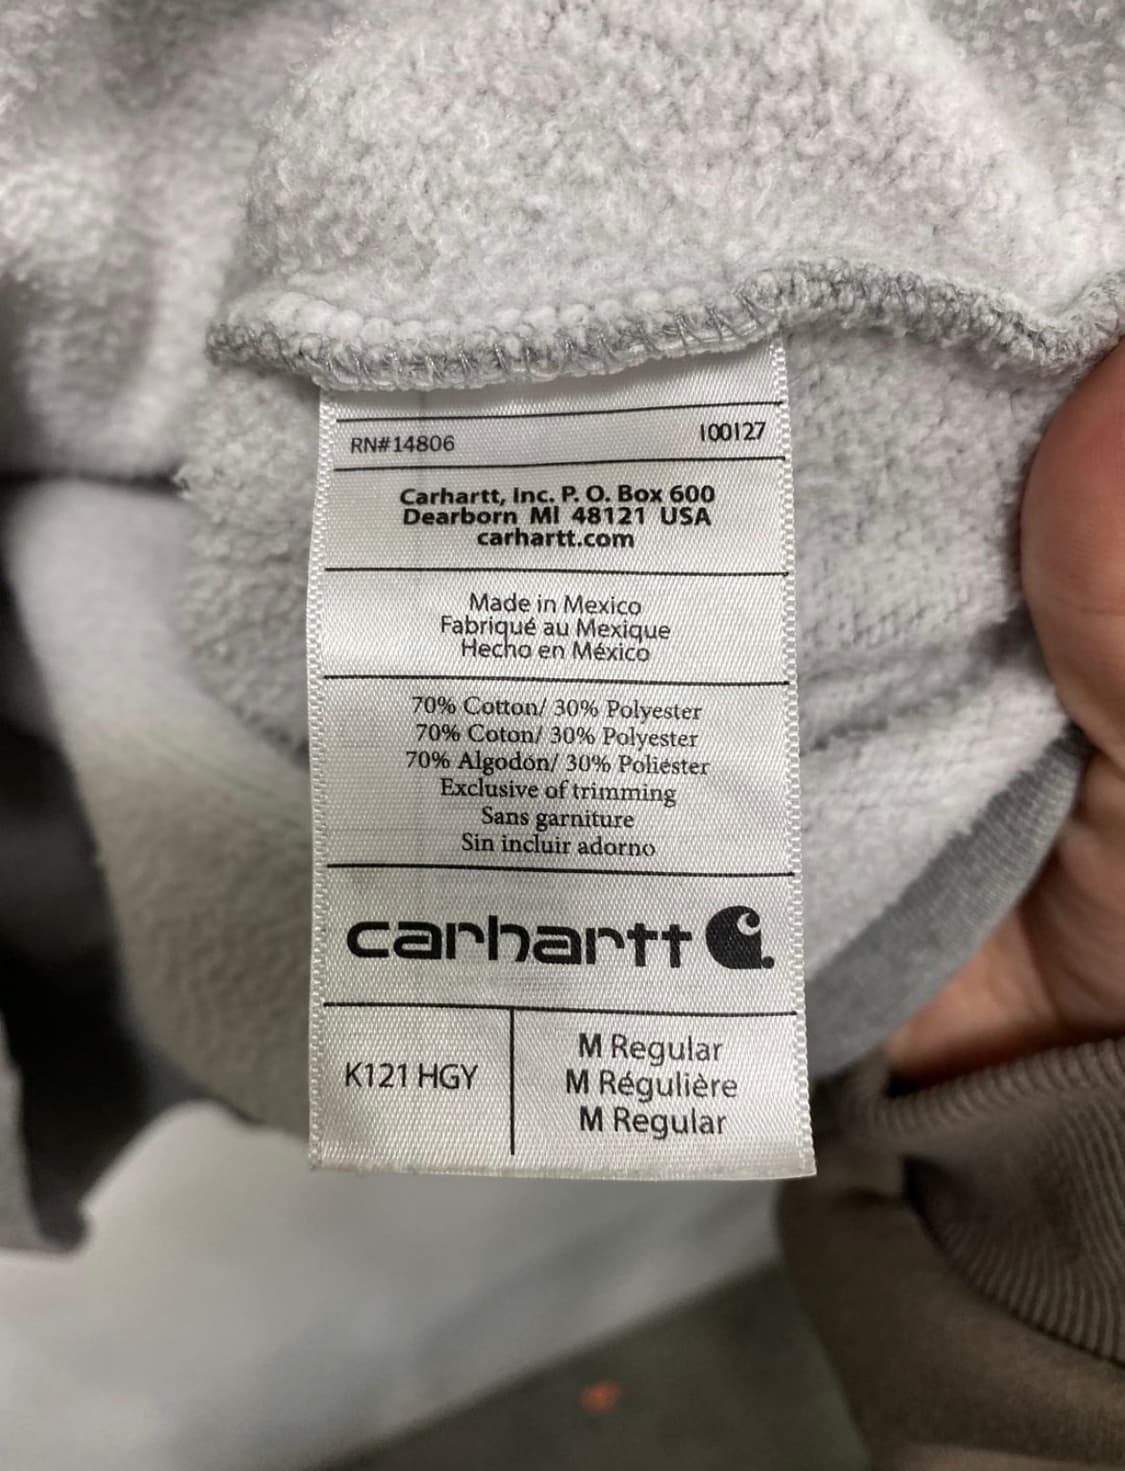 RN#14806 100127
Carhartt, Inc. P. O. Box 600
Dearborn MI 48121 USA
carhartt.com
Made in Mexico
Fabriqué au Mexique
Hecho en México
70% Cotton/ 30% Polyester
70% Coton/ 30% Polyester
70% Algodón/ 30% Poliéster
Exclusive of trimming
Sans garniture
Sin incluir adorno
carhartt
K121 HGY
M Regular
M Régulière
M Regular